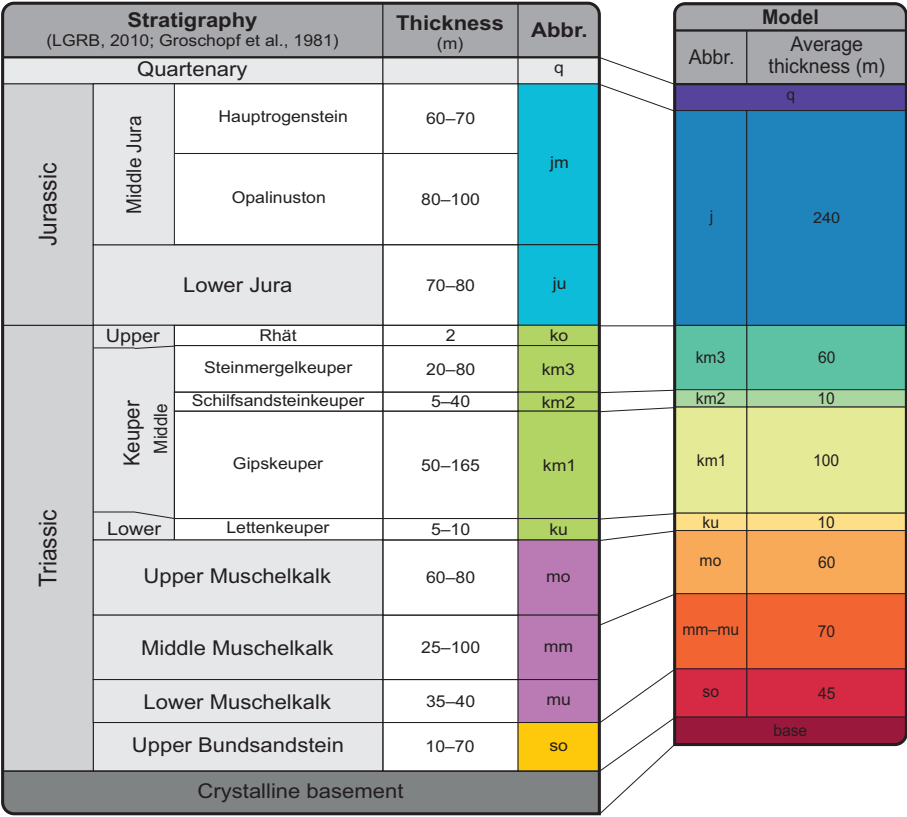 Stratigraphy Thickness Abbr.
(LGRB, 2010; Groschopf et al., 1981) (m)
Quartenary q
Jurassic
Middle Jura
Hauptrogenstein 60–70 jm
Opalinuston 80–100
Lower Jura 70–80 ju
Triassic
Keuper
Upper Rhät 2 ko
Middle
Steinmergelkeuper 20–80 km3
Schilfsandsteinkeuper 5–40 km2
Gipskeuper 50–165 km1
Lower Lettenkeuper 5–10 ku
Upper Muschelkalk 60–80 mo
Middle Muschelkalk 25–100 mm
Lower Muschelkalk 35–40 mu
Upper Bundsandstein 10–70 so
Crystalline basement
Model
Abbr. Average
thickness (m)
q
j 240
km3 60
km2 10
km1 100
ku 10
mo 60
mm–mu 70
so 45
base